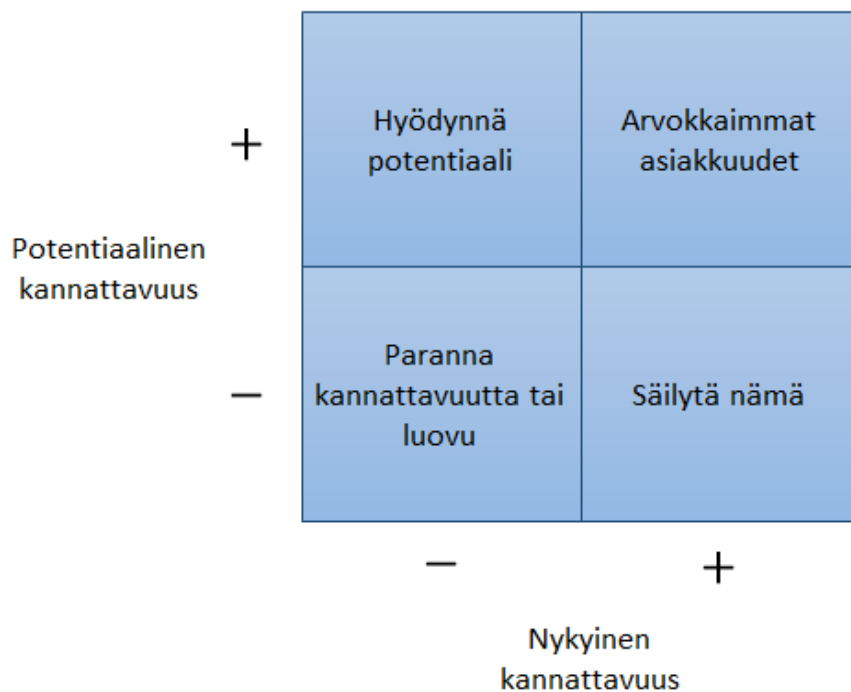 Hyödynnä
potentiaali
Arvokkaimmat
asiakkuudet
+
Potentiaalinen
kannattavuus
Paranna
kannattavuutta tai
luovu
Säilytä nämä
−
− +
Nykyinen
kannattavuus